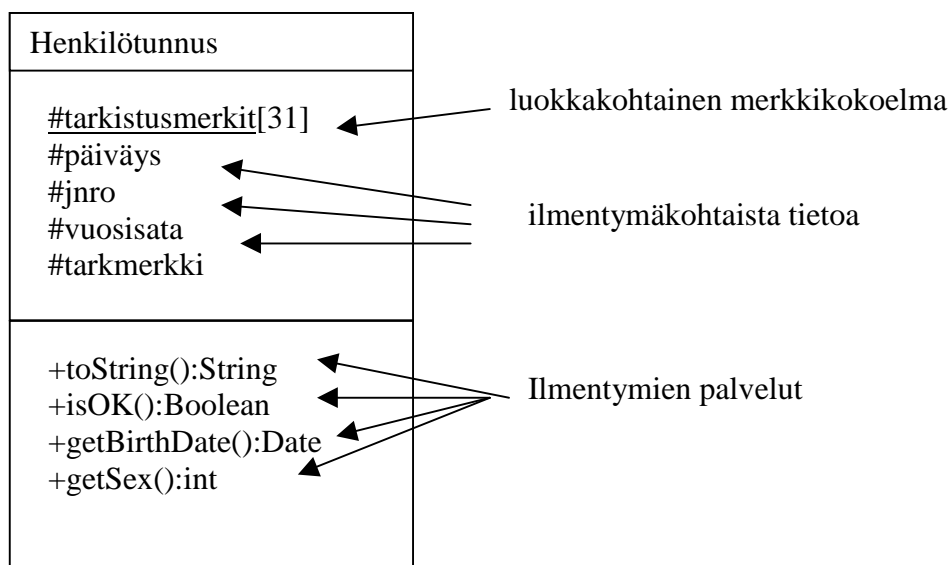 Henkilötunnus
#tarkistusmerkit[31]
#päiväys
#jnro
#vuosisata
#tarkmerkki
+toString():String
+isOK():Boolean
+getBirthDate():Date
+getSex():int
luokkakohtainen merkkikokoelma
ilmentymäkohtaista tietoa
Ilmentymien palvelut